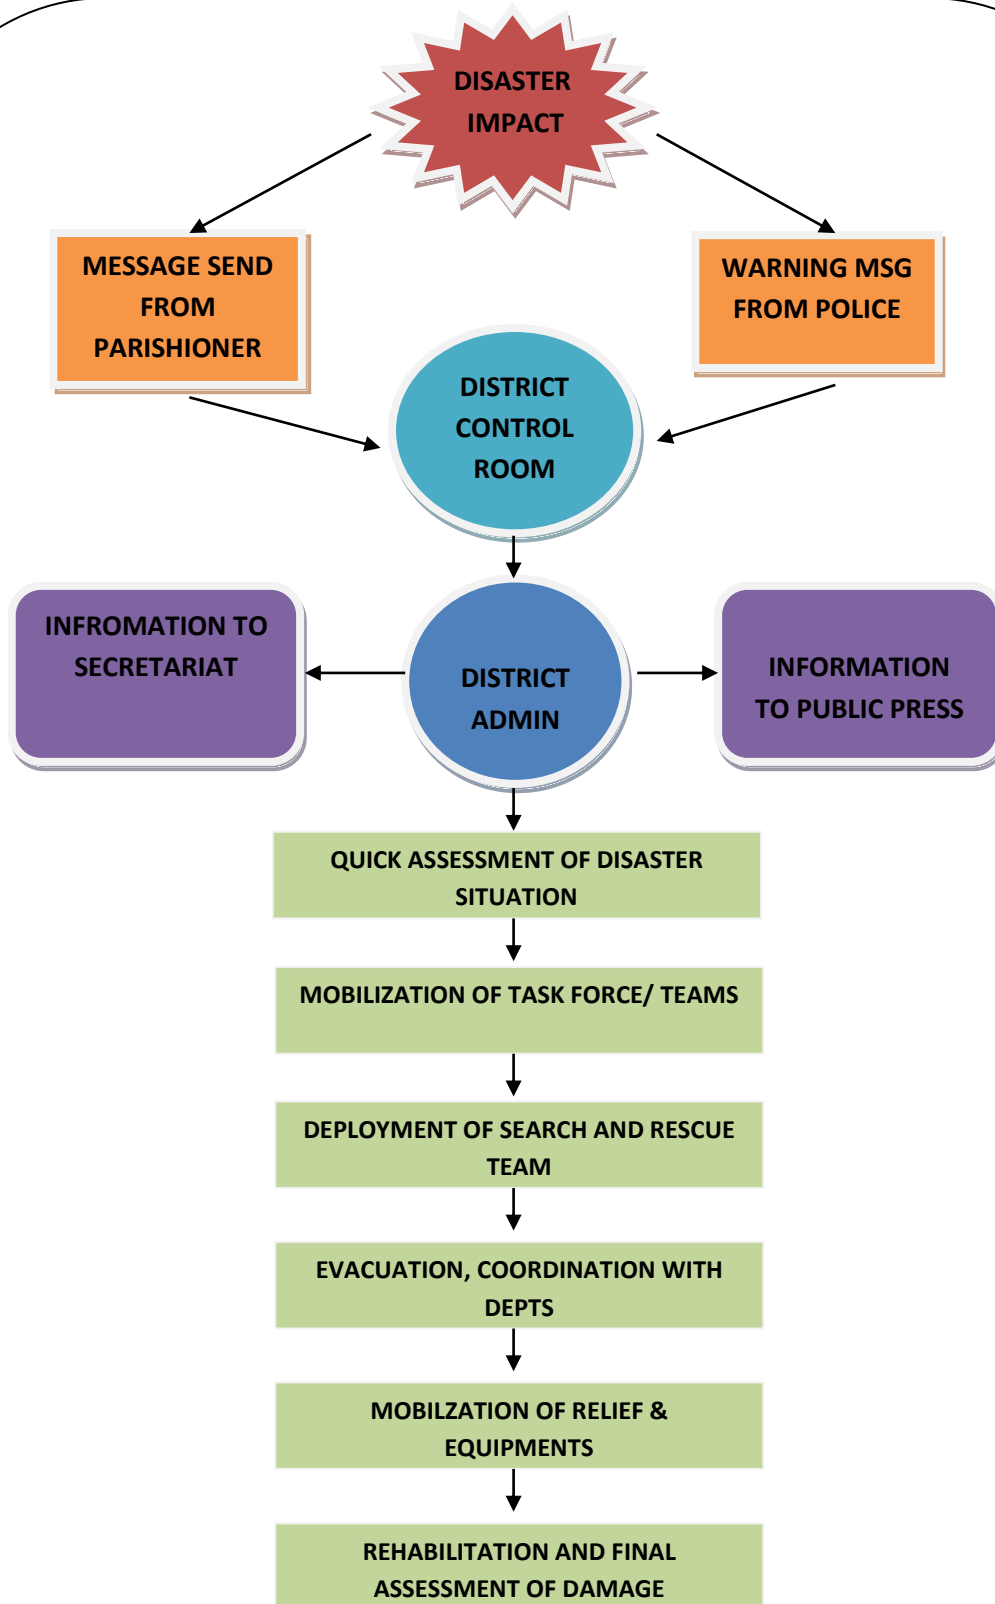 DISASTER
IMPACT
MESSAGE SEND
FROM
PARISHIONER
WARNING MSG
FROM POLICE
DISTRICT
CONTROL
ROOM
INFROMATION TO
SECRETARIAT
DISTRICT
ADMIN
INFORMATION
TO PUBLIC PRESS
QUICK ASSESSMENT OF DISASTER
SITUATION
MOBILIZATION OF TASK FORCE/ TEAMS
DEPLOYMENT OF SEARCH AND RESCUE
TEAM
EVACUATION, COORDINATION WITH
DEPTS
MOBILZATION OF RELIEF &
EQUIPMENTS
REHABILITATION AND FINAL
ASSESSMENT OF DAMAGE